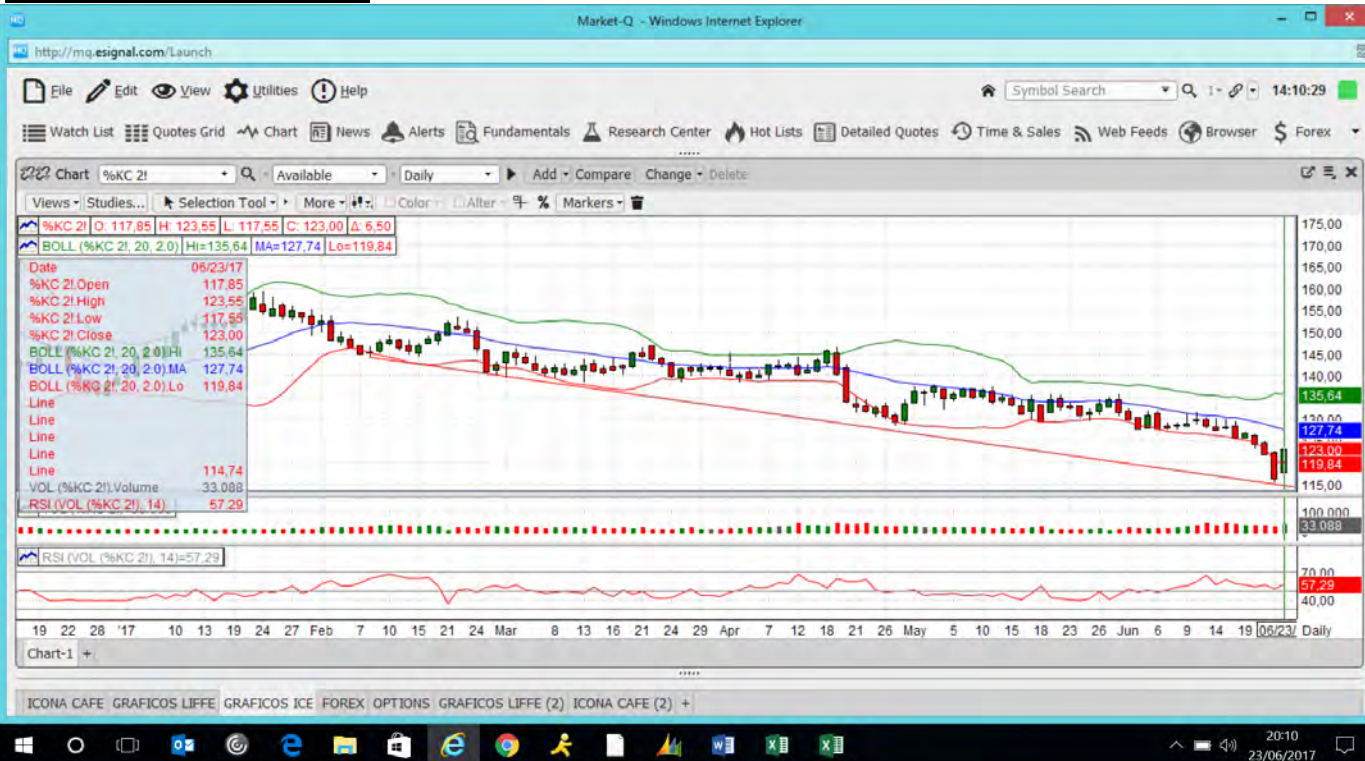 MQ Market-Q - Windows Internet Explorer
MQ http://mq.esignal.com/Launch
File Edit View Utilities Help Symbol Search 14:10:29
Watch List Quotes Grid Chart News Alerts Fundamentals Research Center Hot Lists Detailed Quotes Time & Sales Web Feeds Browser $ Forex
Chart %KC 2! Available Daily Add Compare Change Delete
Views Studies... Selection Tool More Color Alter % Markers
%KC 2! O: 117,85 H: 123,55 L: 117,55 C: 123,00 Δ: 6,50
BOLL (%KC 2!, 20, 2.0) Hi=135,64 MA=127,74 Lo=119,84
Date 06/23/17
%KC 2!.Open 117,85
%KC 2!.High 123,55
%KC 2!.Low 117,55
%KC 2!.Close 123,00
BOLL (%KC 2!, 20, 2.0).Hi 135,64
BOLL (%KC 2!, 20, 2.0).MA 127,74
BOLL (%KC 2!, 20, 2.0).Lo 119,84
Line
Line
Line
Line
Line 114,74
VOL (%KC 2!).Volume 33.088
RSI (VOL (%KC 2!), 14) 57.29
175,00
170,00
165,00
160,00
155,00
150,00
145,00
140,00
135,64
130,00
127,74
123,00
119,84
115,00
100.000
33.088
RSI (VOL (%KC 2!), 14)=57,29
70,00
57,29
40,00
19 22 28 '17 10 13 19 24 27 Feb 7 10 15 21 24 Mar 8 13 16 21 24 29 Apr 7 12 18 21 26 May 5 10 15 18 23 26 Jun 6 9 14 19 06/23/ Daily
Chart-1 +
ICONA CAFE GRAFICOS LIFFE GRAFICOS ICE FOREX OPTIONS GRAFICOS LIFFE (2) ICONA CAFE (2) +
20:10
23/06/2017